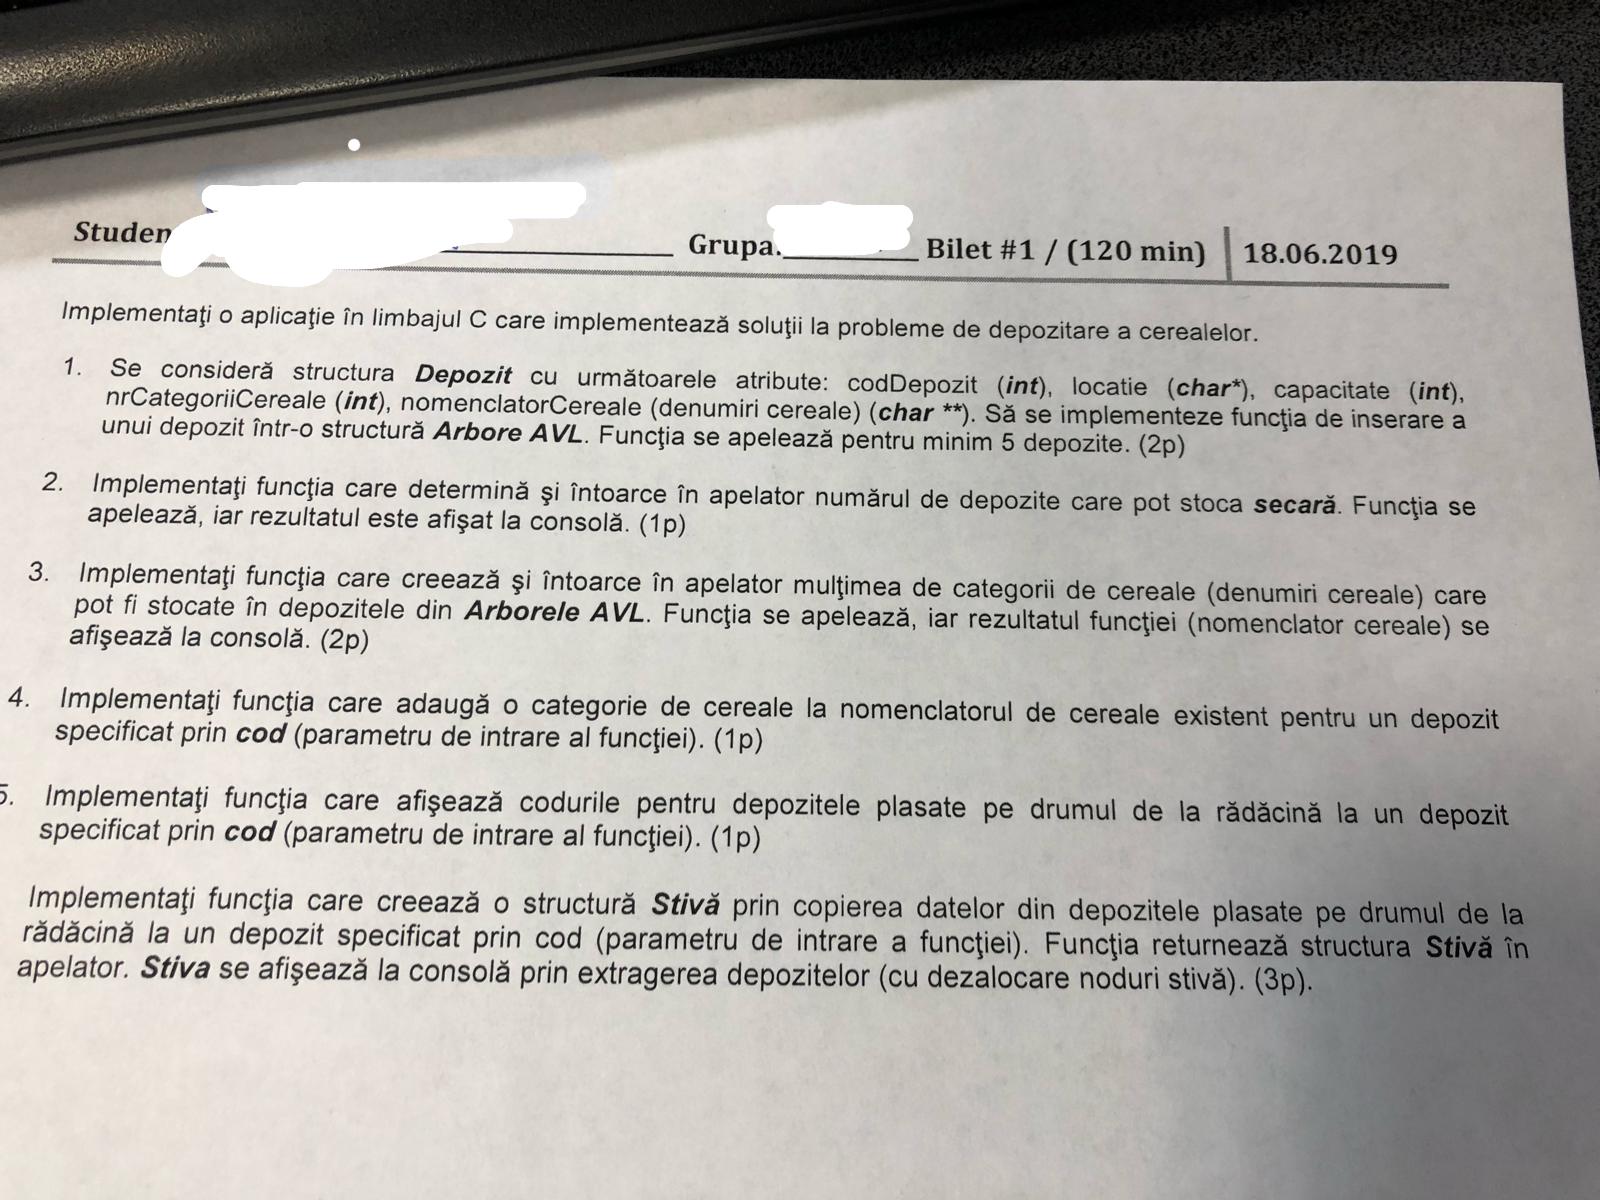 Studen
Grupa. Bilet #1 / (120 min) 18.06.2019
Implementaţi o aplicaţie în limbajul C care implementează soluţii la probleme de depozitare a cerealelor.
1. Se consideră structura Depozit cu următoarele atribute: codDepozit (int), locatie (char*), capacitate (int),
nrCategoriiCereale (int), nomenclatorCereale (denumiri cereale) (char **). Să se implementeze funcţia de inserare a
unui depozit într-o structură Arbore AVL. Funcţia se apelează pentru minim 5 depozite. (2p)
2. Implementaţi funcţia care determină şi întoarce în apelator numărul de depozite care pot stoca secară. Funcţia se
apelează, iar rezultatul este afişat la consolă. (1p)
3. Implementaţi funcţia care creează şi întoarce în apelator mulţimea de categorii de cereale (denumiri cereale) care
pot fi stocate în depozitele din Arborele AVL. Funcţia se apelează, iar rezultatul funcţiei (nomenclator cereale) se
afişează la consolă. (2p)
4. Implementaţi funcţia care adaugă o categorie de cereale la nomenclatorul de cereale existent pentru un depozit
specificat prin cod (parametru de intrare al funcţiei). (1p)
5. Implementaţi funcţia care afişează codurile pentru depozitele plasate pe drumul de la rădăcină la un depozit
specificat prin cod (parametru de intrare al funcţiei). (1p)
Implementaţi funcţia care creează o structură Stivă prin copierea datelor din depozitele plasate pe drumul de la
rădăcină la un depozit specificat prin cod (parametru de intrare a funcţiei). Funcţia returnează structura Stivă în
apelator. Stiva se afişează la consolă prin extragerea depozitelor (cu dezalocare noduri stivă). (3p).